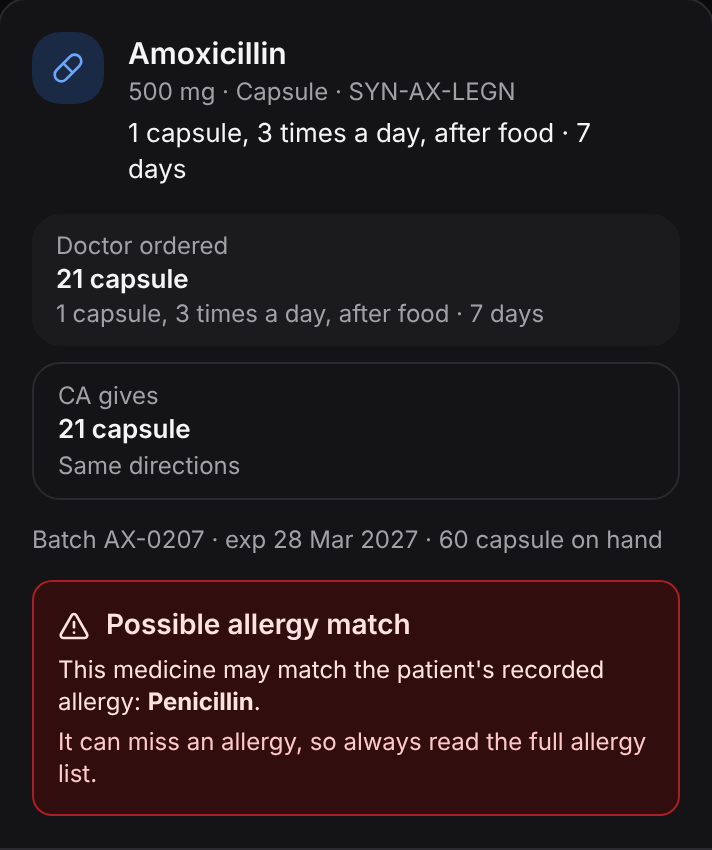 Amoxicillin
500 mg · Capsule · SYN-AX-LEGN
1 capsule, 3 times a day, after food · 7
days
Doctor ordered
21 capsule
1 capsule, 3 times a day, after food · 7 days
CA gives
21 capsule
Same directions
Batch AX-0207 · exp 28 Mar 2027 · 60 capsule on hand
Possible allergy match
This medicine may match the patient's recorded
allergy: Penicillin.
It can miss an allergy, so always read the full allergy
list.